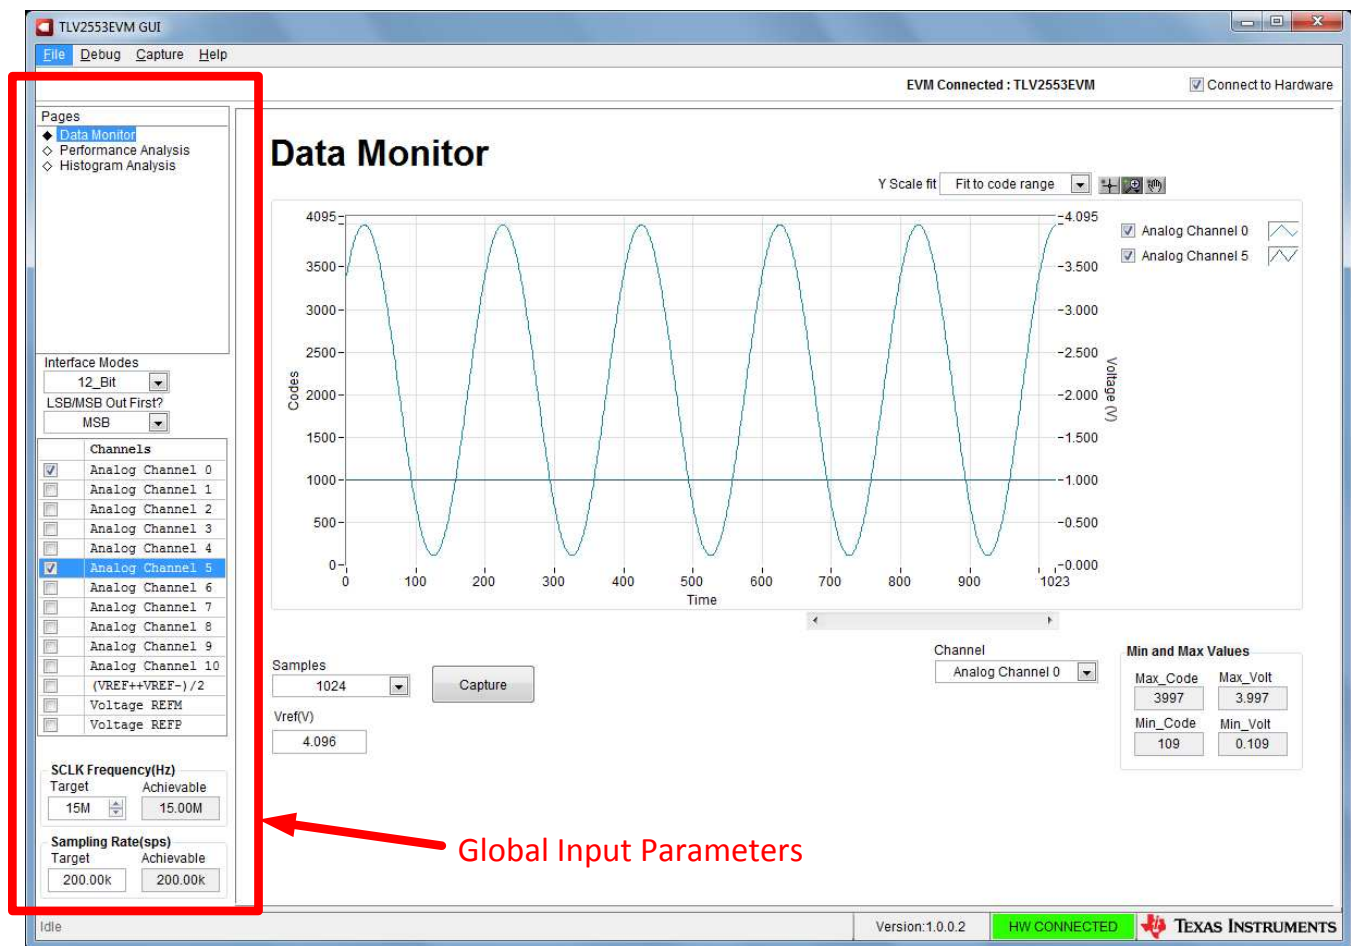 TLV2553EVM GUI
File Debug Capture Help
EVM Connected : TLV2553EVM
Connect to Hardware
Pages
Data Monitor
Performance Analysis
Histogram Analysis
Interface Modes
12_Bit
LSB/MSB Out First?
MSB
Channels
Analog Channel 0
Analog Channel 1
Analog Channel 2
Analog Channel 3
Analog Channel 4
Analog Channel 5
Analog Channel 6
Analog Channel 7
Analog Channel 8
Analog Channel 9
Analog Channel 10
(VREF++VREF-)/2
Voltage REFM
Voltage REFP
SCLK Frequency(Hz)
Target Achievable
15M 15.00M
Sampling Rate(sps)
Target Achievable
200.00k 200.00k
Data Monitor
Y Scale fit Fit to code range
4095
3500
3000
2500
2000
1500
1000
500
0
Codes
4.095
3.500
3.000
2.500
2.000
1.500
1.000
0.500
0.000
Voltage (V)
0 100 200 300 400 500 600 700 800 900 1023
Time
Analog Channel 0
Analog Channel 5
Samples
1024
Capture
Vref(V)
4.096
Channel
Analog Channel 0
Min and Max Values
Max_Code Max_Volt
3997 3.997
Min_Code Min_Volt
109 0.109
Global Input Parameters
Idle
Version:1.0.0.2
HW CONNECTED
TEXAS INSTRUMENTS